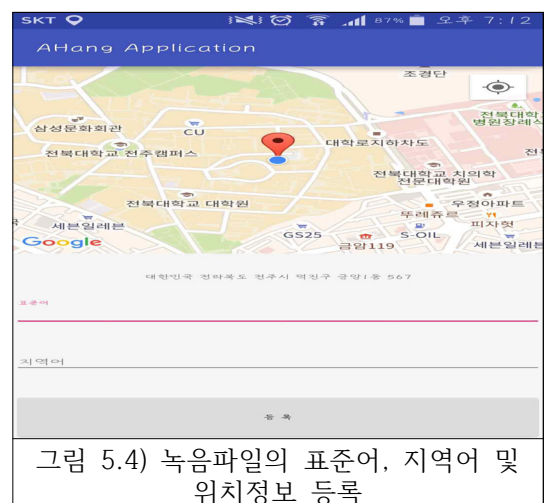 SKT 87% 오후 7:12
AHang Application
조경단
전북대학
병원장례식
삼성문화회관
CU
대학로지하차도
전북대학교 전주캠퍼스
전
전북대학교 치의학
전문대학원
전북대학교 대학원
우정아파트
뚜레쥬르
피자헛
세븐일레븐
GS25
S-OIL
금암119
세븐일레븐
Google
대한민국 전라북도 전주시 덕진구 금암1동 567
표준어
지역어
등록
그림 5.4) 녹음파일의 표준어, 지역어 및
위치정보 등록